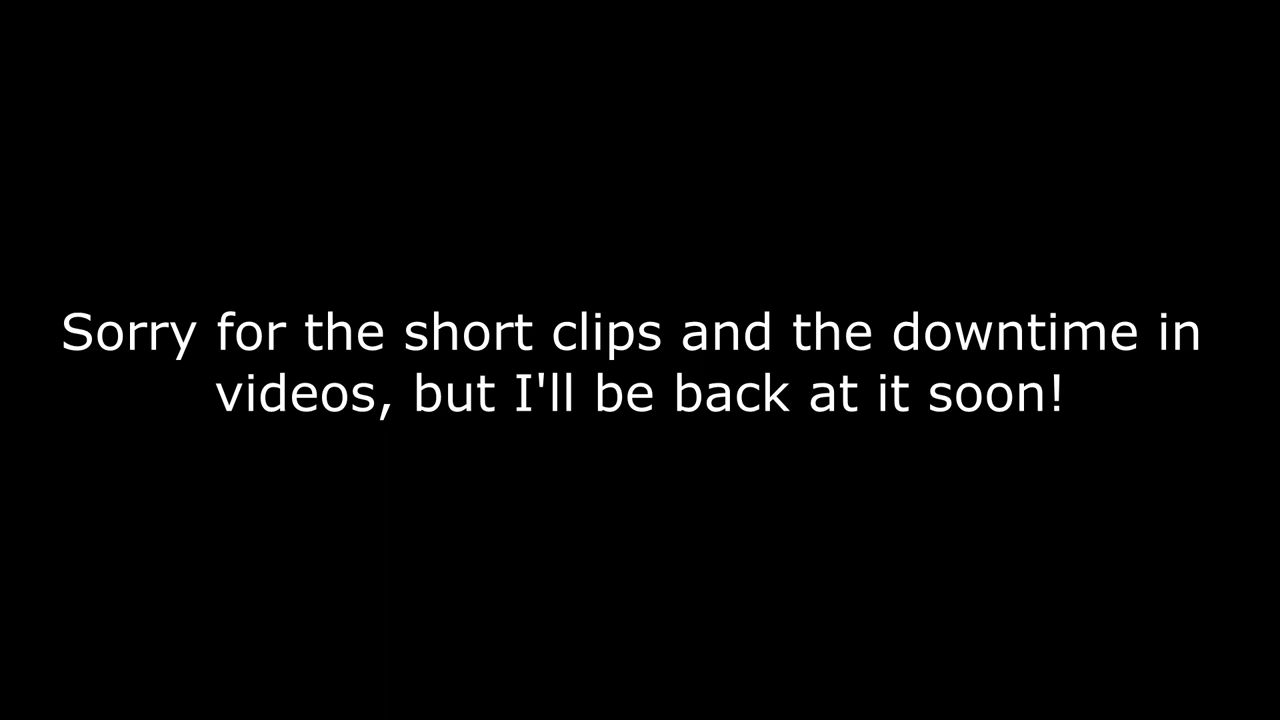 Sorry for the short clips and the downtime in
videos, but I'll be back at it soon!